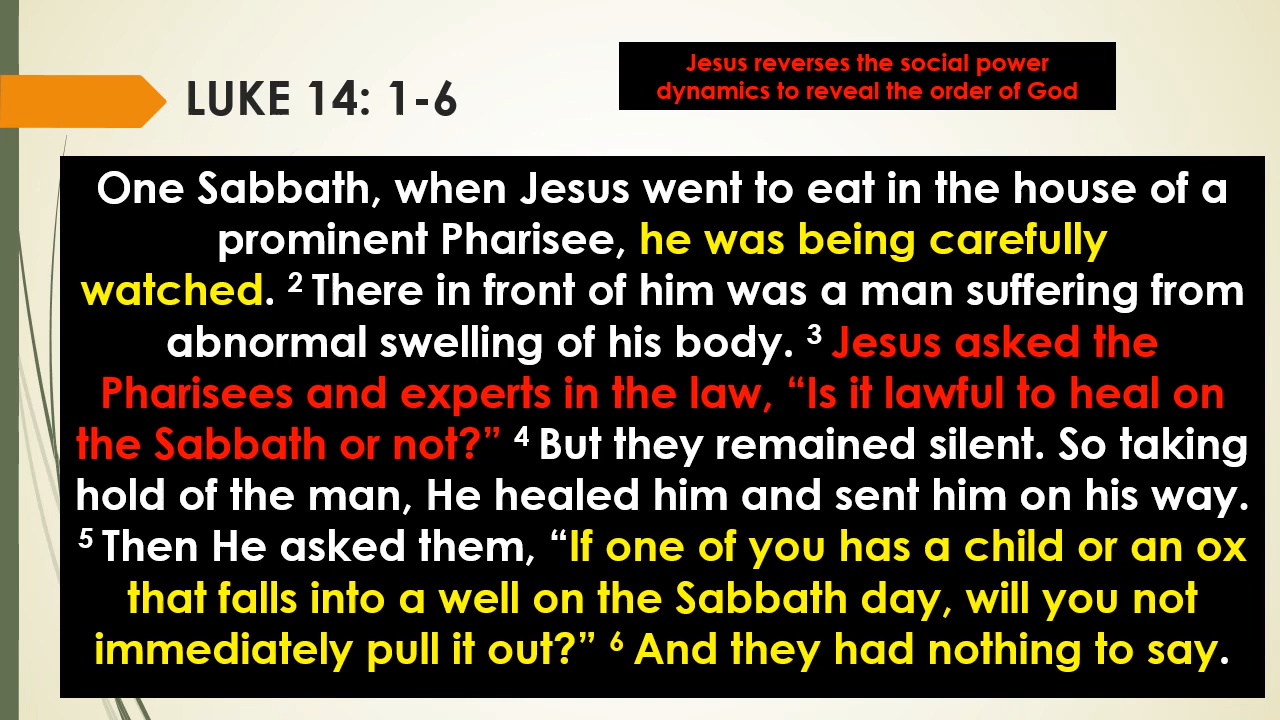 LUKE 14: 1-6
Jesus reverses the social power
dynamics to reveal the order of God
One Sabbath, when Jesus went to eat in the house of a
prominent Pharisee, he was being carefully
watched. ² There in front of him was a man suffering from
abnormal swelling of his body. ³ Jesus asked the
Pharisees and experts in the law, “Is it lawful to heal on
the Sabbath or not?” ⁴ But they remained silent. So taking
hold of the man, He healed him and sent him on his way.
⁵ Then He asked them, “If one of you has a child or an ox
that falls into a well on the Sabbath day, will you not
immediately pull it out?” ⁶ And they had nothing to say.